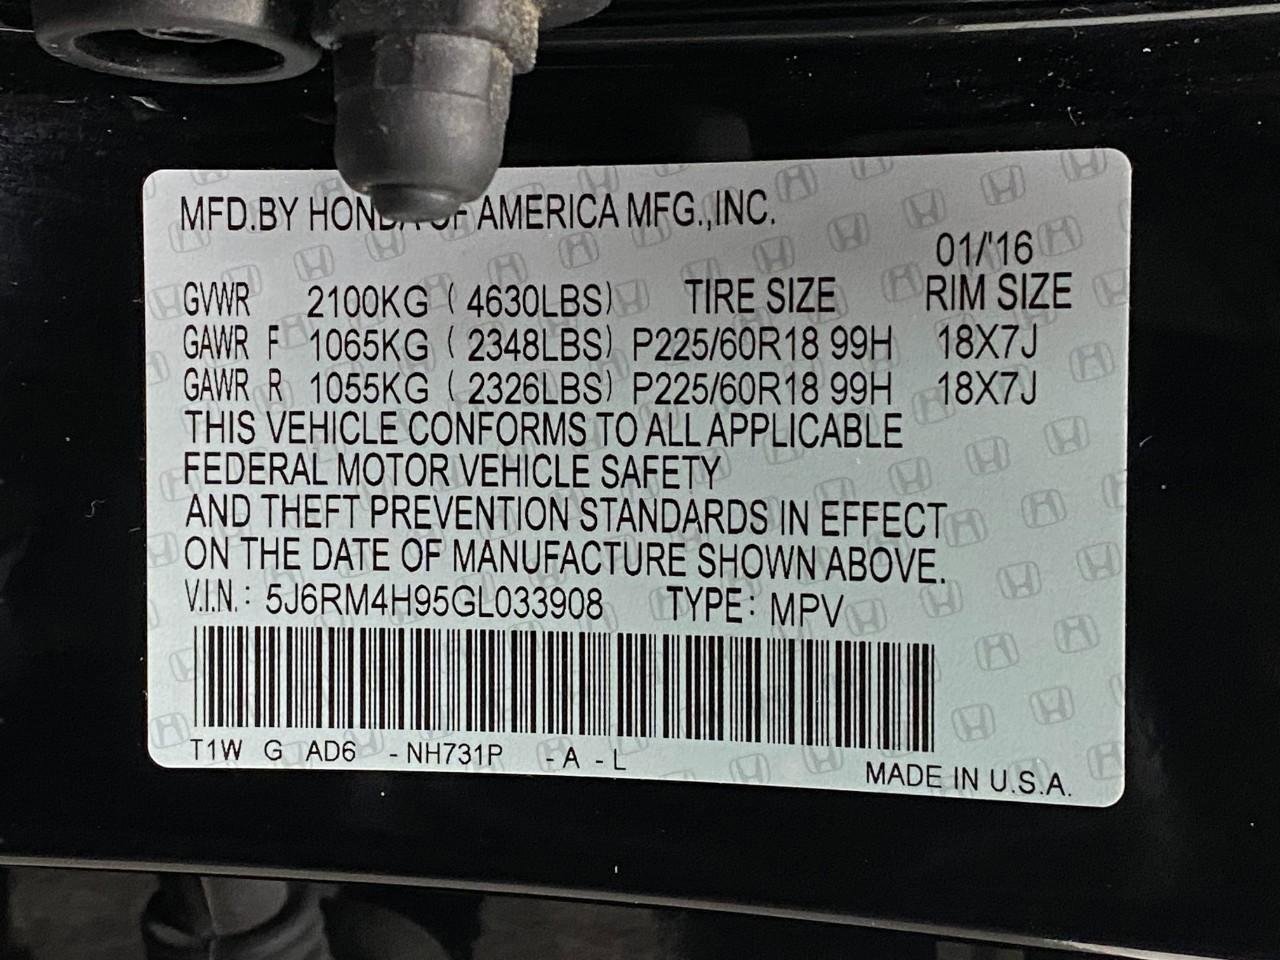 MFD.BY HONDA OF AMERICA MFG.,INC.
01/'16
GVWR 2100KG ( 4630LBS) TIRE SIZE RIM SIZE
GAWR F 1065KG ( 2348LBS) P225/60R18 99H 18X7J
GAWR R 1055KG ( 2326LBS) P225/60R18 99H 18X7J
THIS VEHICLE CONFORMS TO ALL APPLICABLE
FEDERAL MOTOR VEHICLE SAFETY
AND THEFT PREVENTION STANDARDS IN EFFECT
ON THE DATE OF MANUFACTURE SHOWN ABOVE.
V.I.N.: 5J6RM4H95GL033908 TYPE: MPV
T1W G AD6 -NH731P -A -L
MADE IN U.S.A.